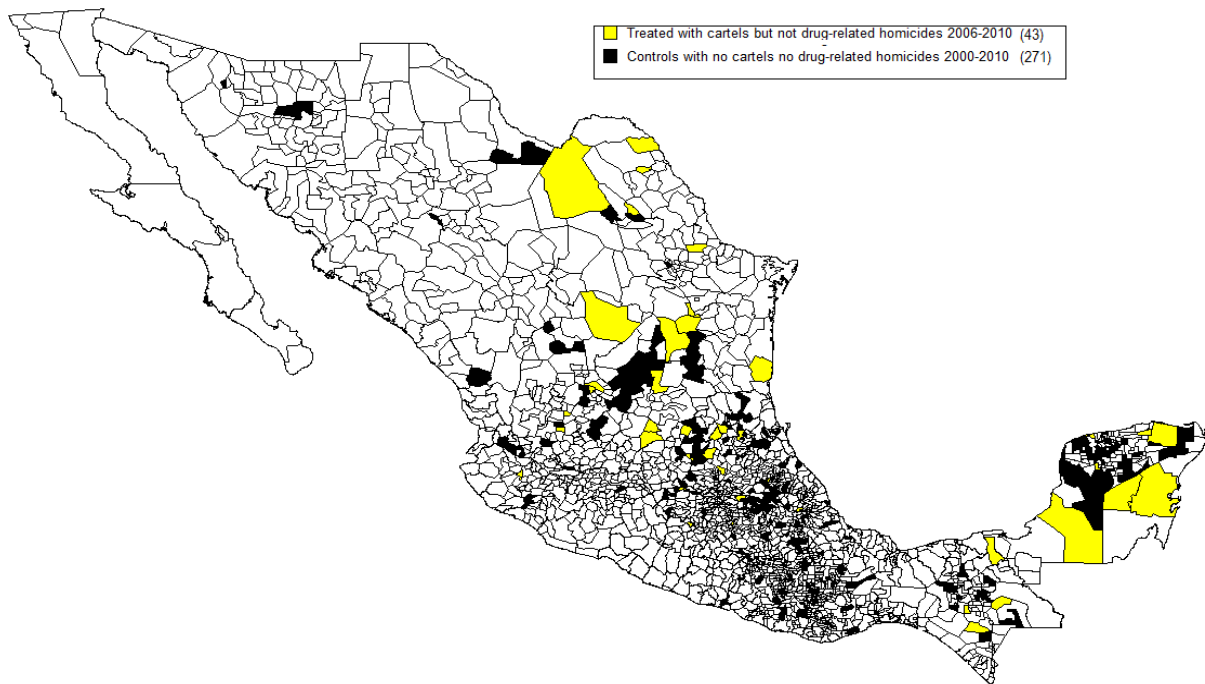 Treated with cartels but not drug-related homicides 2006-2010 (43)
Controls with no cartels no drug-related homicides 2000-2010 (271)